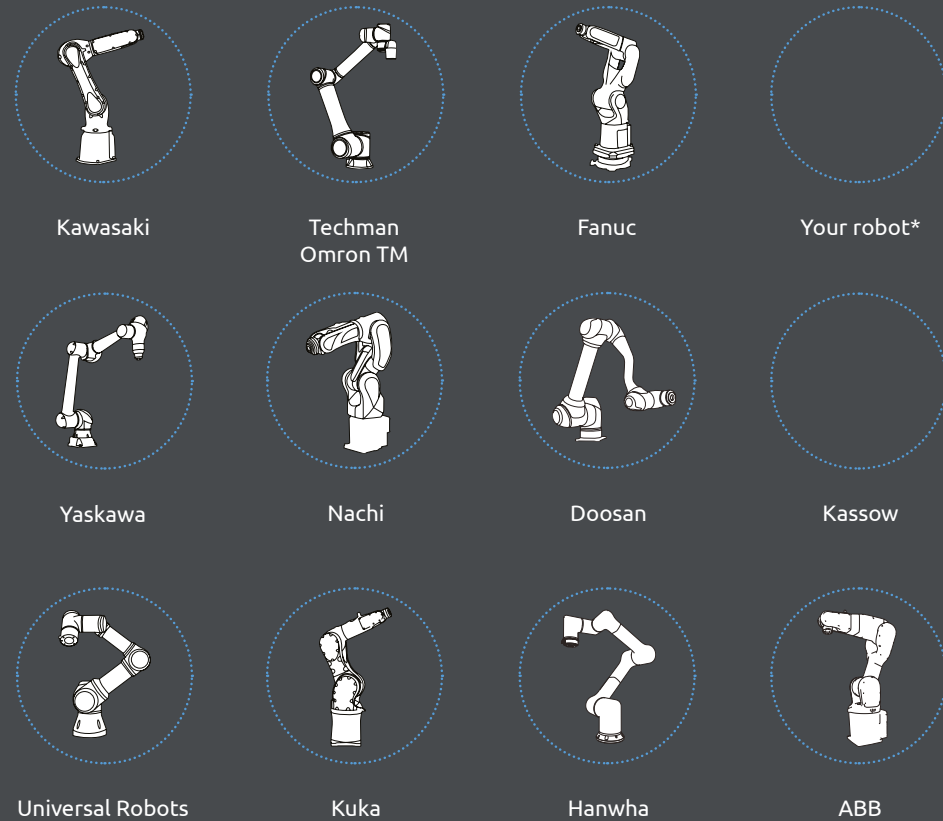 Kawasaki
Techman
Omron TM
Fanuc
Your robot*
Yaskawa
Nachi
Doosan
Kassow
Universal Robots
Kuka
Hanwha
ABB